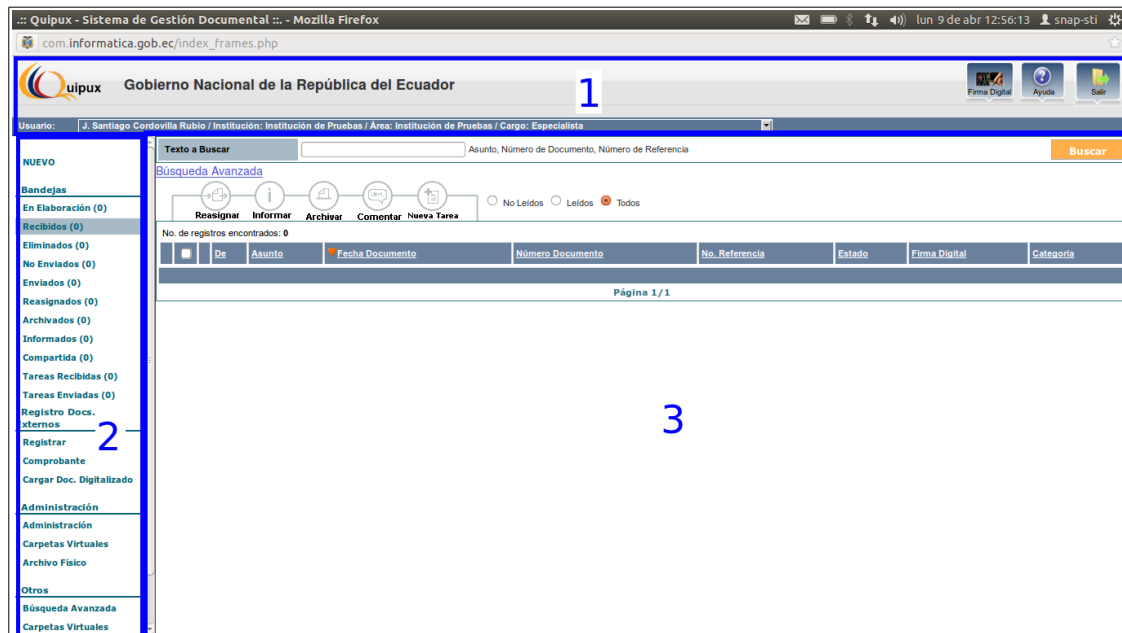 .:: Quipux - Sistema de Gestión Documental ::. - Mozilla Firefox
lun 9 de abr 12:56:13 snap-sti
com.informatica.gob.ec/index_frames.php
Quipux
Gobierno Nacional de la República del Ecuador
1
Firma Digital
Ayuda
Salir
Usuario: J. Santiago Cordovilla Rubio / Institución: Institución de Pruebas / Área: Institución de Pruebas / Cargo: Especialista
NUEVO
Bandejas
En Elaboración (0)
Recibidos (0)
Eliminados (0)
No Enviados (0)
Enviados (0)
Reasignados (0)
Archivados (0)
Informados (0)
Compartida (0)
Tareas Recibidas (0)
Tareas Enviadas (0)
Registro Docs.
xternos
2
Registrar
Comprobante
Cargar Doc. Digitalizado
Administración
Administración
Carpetas Virtuales
Archivo Físico
Otros
Búsqueda Avanzada
Carpetas Virtuales
Texto a Buscar
Asunto, Número de Documento, Número de Referencia
Buscar
Búsqueda Avanzada
Reasignar Informar Archivar Comentar Nueva Tarea
No Leídos Leídos Todos
No. de registros encontrados: 0
De Asunto Fecha Documento Número Documento No. Referencia Estado Firma Digital Categoría
Página 1/1
3